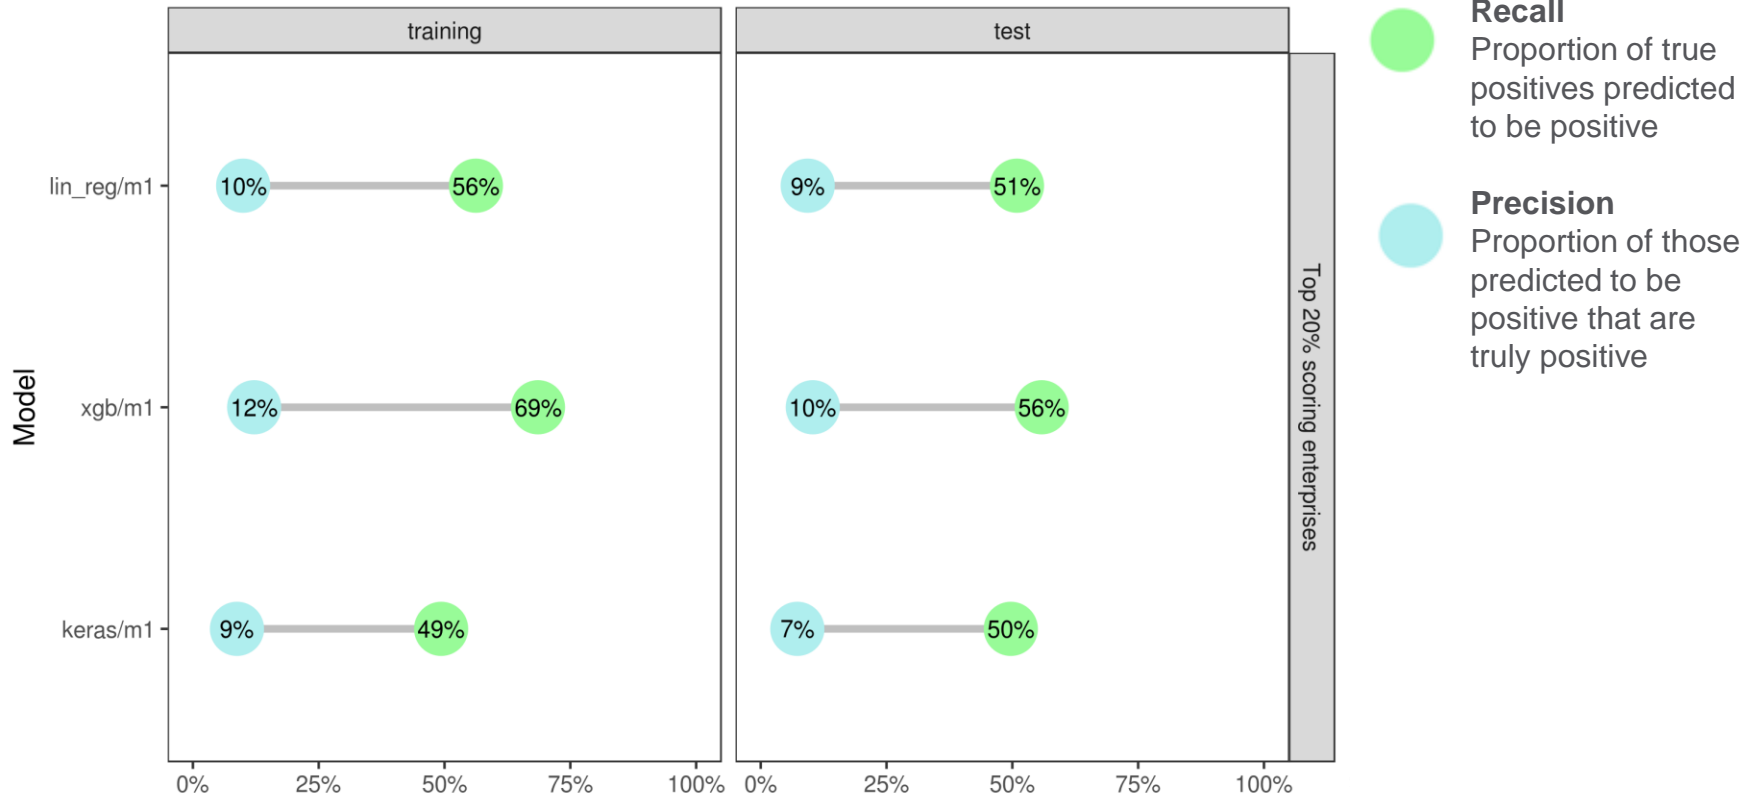 training
test
Recall
Proportion of true
positives predicted
to be positive
Precision
Proportion of those
predicted to be
positive that are
truly positive
Model
lin_reg/m1
10%
56%
9%
51%
xgb/m1
12%
69%
10%
56%
keras/m1
9%
49%
7%
50%
Top 20% scoring enterprises
0%
25%
50%
75%
100%
0%
25%
50%
75%
100%